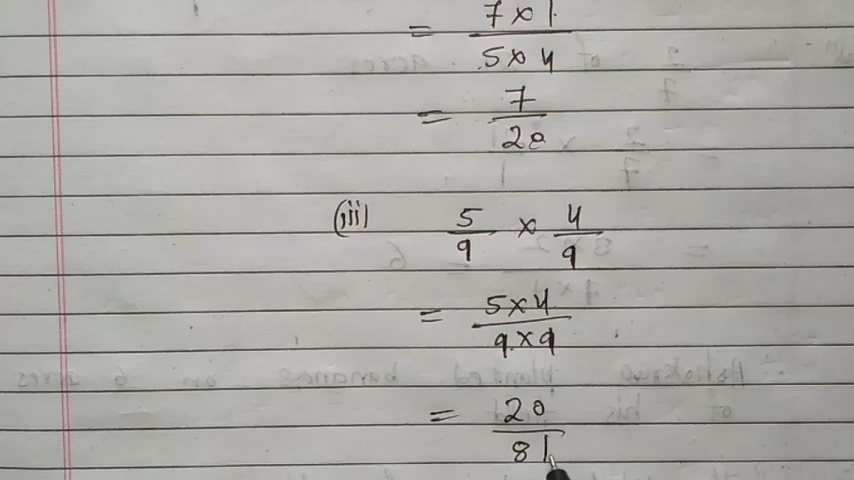 = 7 × 1 / 5 × 4
= 7 / 20
(iii) 5/9 × 4/9
= 5 × 4 / 9 × 9
= 20 / 81